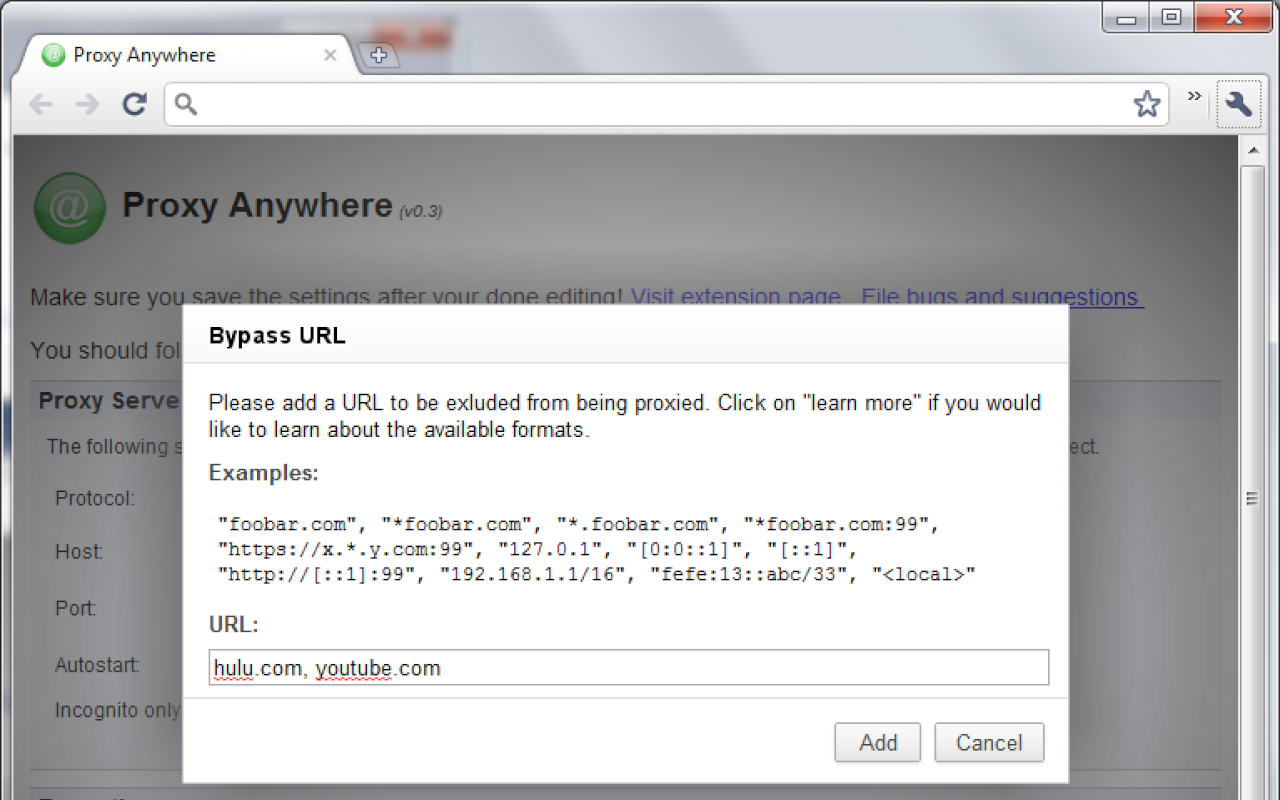 Proxy Anywhere
Proxy Anywhere (v0.3)
Make sure you save the settings after your done editing! Visit extension page File bugs and suggestions
You should fol
Bypass URL
Please add a URL to be exluded from being proxied. Click on "learn more" if you would
like to learn about the available formats.
Examples:
"foobar.com", "*foobar.com", "*.foobar.com", "*foobar.com:99",
"https://x.*.y.com:99", "127.0.1", "[0:0::1]", "[::1]",
"http://[::1]:99", "192.168.1.1/16", "fefe:13::abc/33", "<local>"
URL:
hulu.com, youtube.com
Add Cancel
Proxy Serve
The following s ect.
Protocol:
Host:
Port:
Autostart:
Incognito only